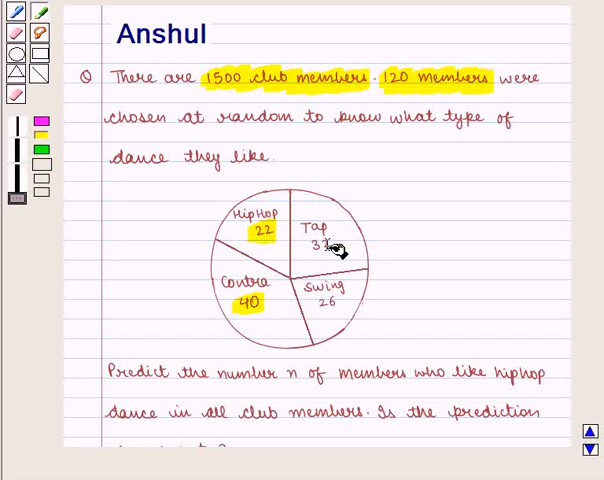 Anshul
Q There are 1500 club members. 120 members were
chosen at random to know what type of
dance they like.
HipHop
22
Tap
Contra
40
Swing
26
Predict the number n of members who like hiphop
dance in all club members. Is the prediction